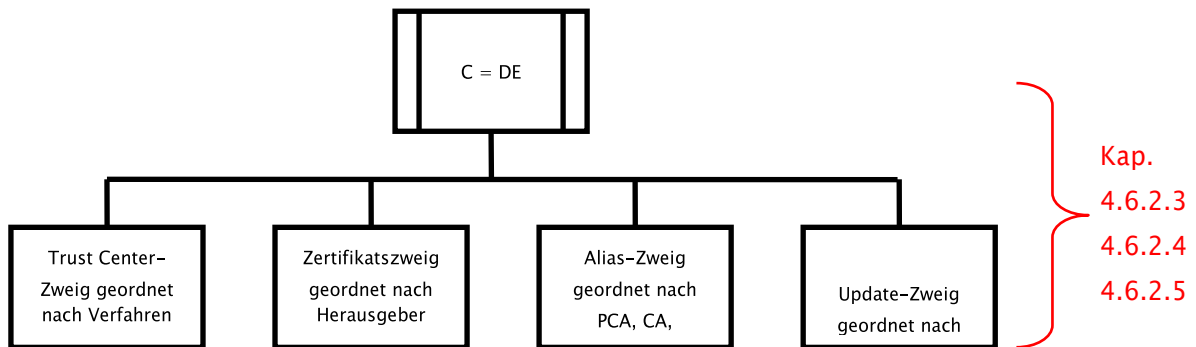 C = DE
Trust Center-
Zweig geordnet
nach Verfahren
Zertifikatszweig
geordnet nach
Herausgeber
Alias-Zweig
geordnet nach
PCA, CA,
Update-Zweig
geordnet nach
Kap.
4.6.2.3
4.6.2.4
4.6.2.5